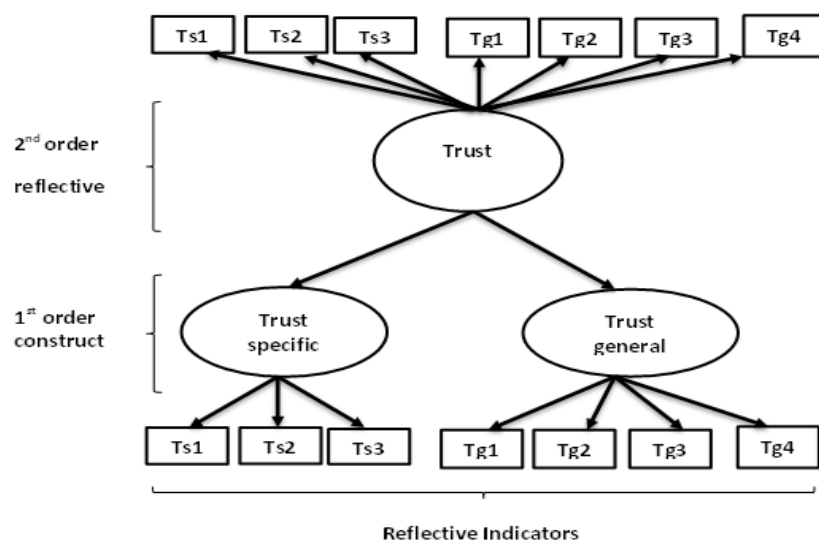 Ts1 Ts2 Ts3 Tg1 Tg2 Tg3 Tg4
2nd order
reflective
Trust
1st order
construct
Trust
specific
Trust
general
Ts1 Ts2 Ts3 Tg1 Tg2 Tg3 Tg4
Reflective Indicators